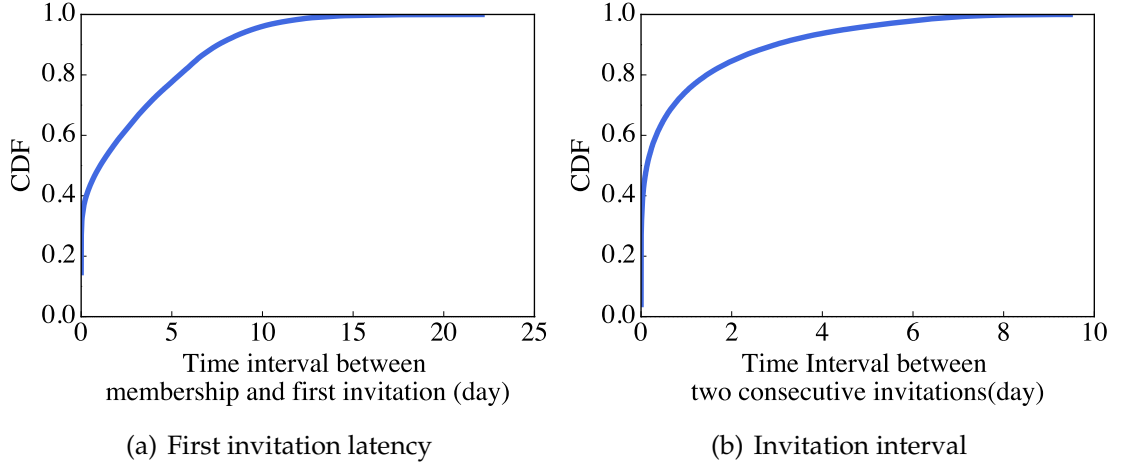 1.0
0.8
0.6
0.4
0.2
0.0
CDF
0 5 10 15 20 25
Time interval between
membership and first invitation (day)
(a) First invitation latency
1.0
0.8
0.6
0.4
0.2
0.0
CDF
0 2 4 6 8 10
Time Interval between
two consecutive invitations(day)
(b) Invitation interval